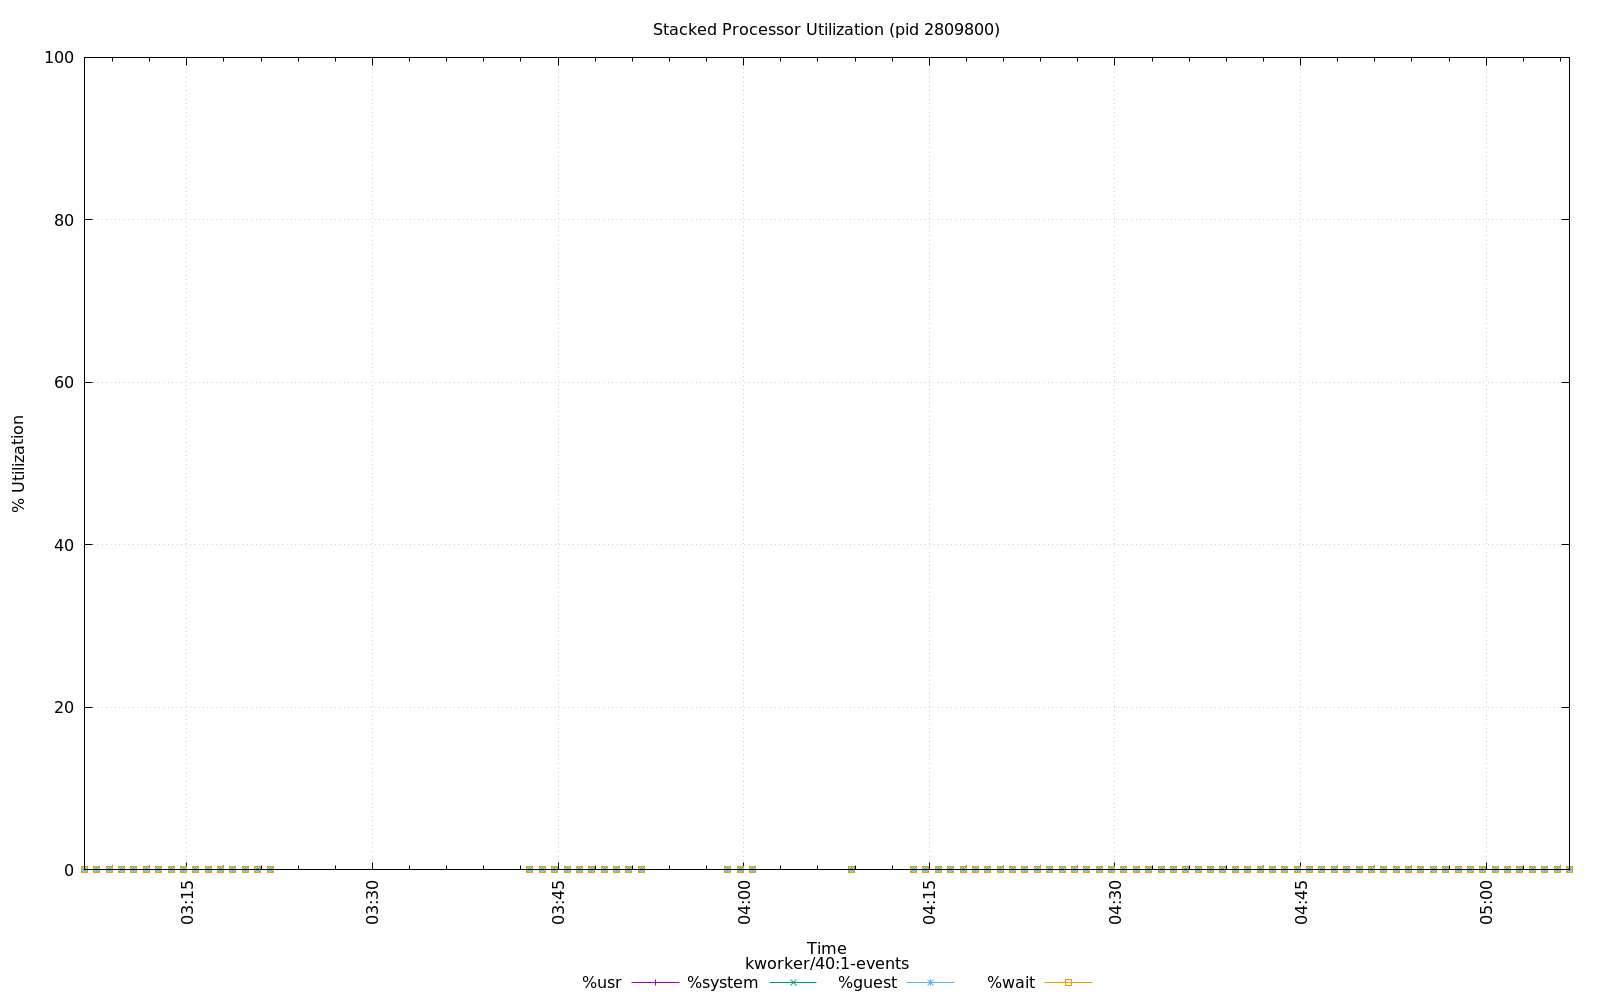 Stacked Processor Utilization (pid 2809800)
100
80
60
40
20
0
% Utilization
03:15
03:30
03:45
04:00
04:15
04:30
04:45
05:00
Time
kworker/40:1-events
%usr %system %guest %wait